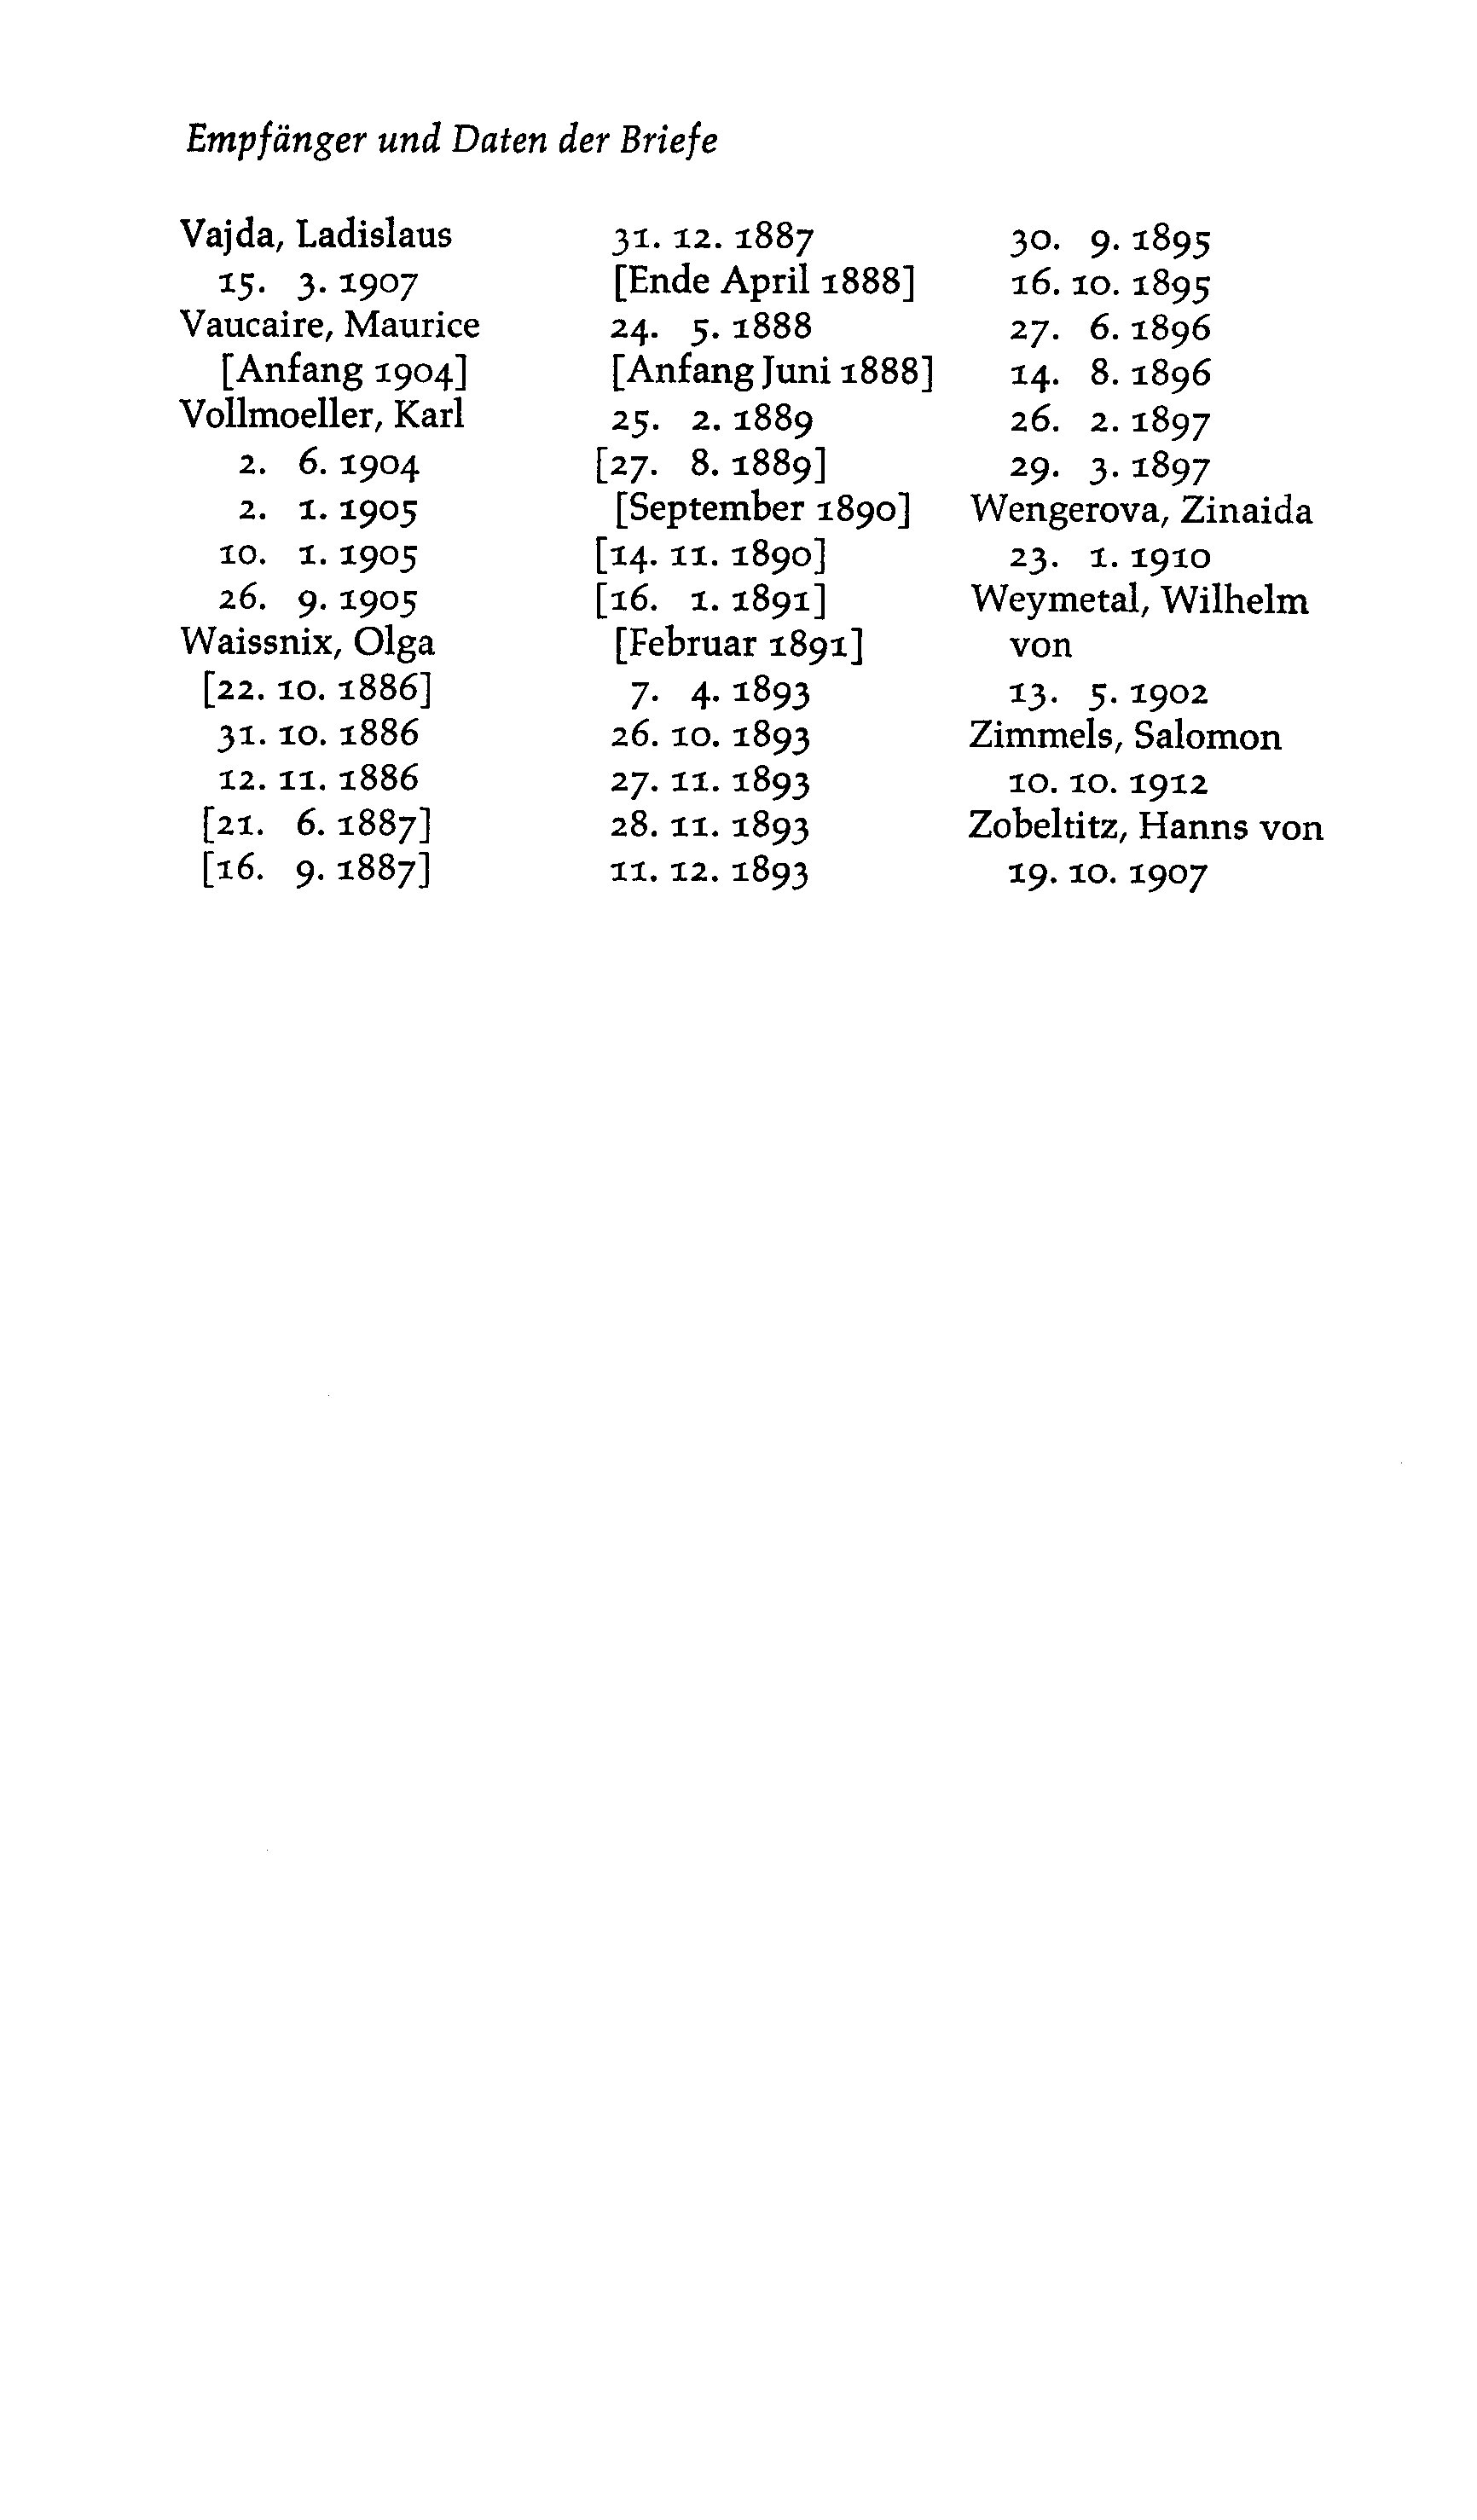 Empfänger und Daten der Briefe
Vajda, Ladislaus
15. 3. 1907
Vaucaire, Maurice
[Anfang 1904]
Vollmoeller, Karl
2. 6. 1904
2. 1. 1905
10. 1. 1905
26. 9. 1905
Waissnix, Olga
[22. 10. 1886]
31. 10. 1886
12. 11. 1886
[21. 6. 1887]
[16. 9. 1887]
31. 12. 1887
[Ende April 1888]
24. 5. 1888
[Anfang Juni 1888]
25. 2. 1889
[27. 8. 1889]
[September 1890]
[14. 11. 1890]
[16. 1. 1891]
[Februar 1891]
7. 4. 1893
26. 10. 1893
27. 11. 1893
28. 11. 1893
11. 12. 1893
30. 9. 1895
16. 10. 1895
27. 6. 1896
14. 8. 1896
26. 2. 1897
29. 3. 1897
Wengerova, Zinaida
23. 1. 1910
Weymetal, Wilhelm
von
13. 5. 1902
Zimmels, Salomon
10. 10. 1912
Zobeltitz, Hanns von
19. 10. 1907